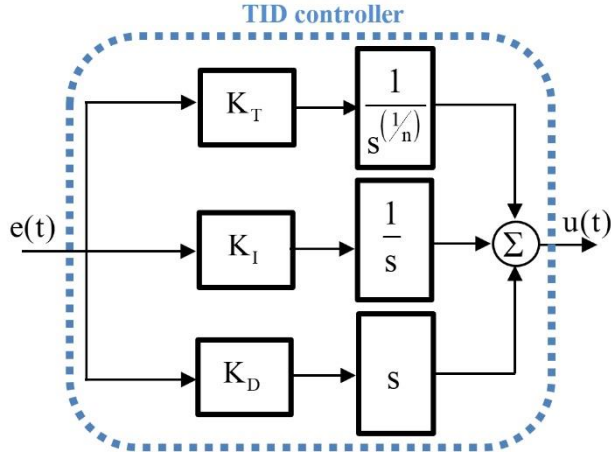 TID controller
K_T
1
s^(1/n)
e(t)
K_I
1
s
Σ
u(t)
K_D
s